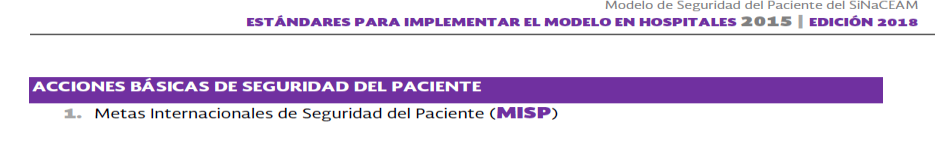 Modelo de Seguridad del Paciente del SiNaCEAM
ESTÁNDARES PARA IMPLEMENTAR EL MODELO EN HOSPITALES 2015 | EDICIÓN 2018
ACCIONES BÁSICAS DE SEGURIDAD DEL PACIENTE
1. Metas Internacionales de Seguridad del Paciente (MISP)